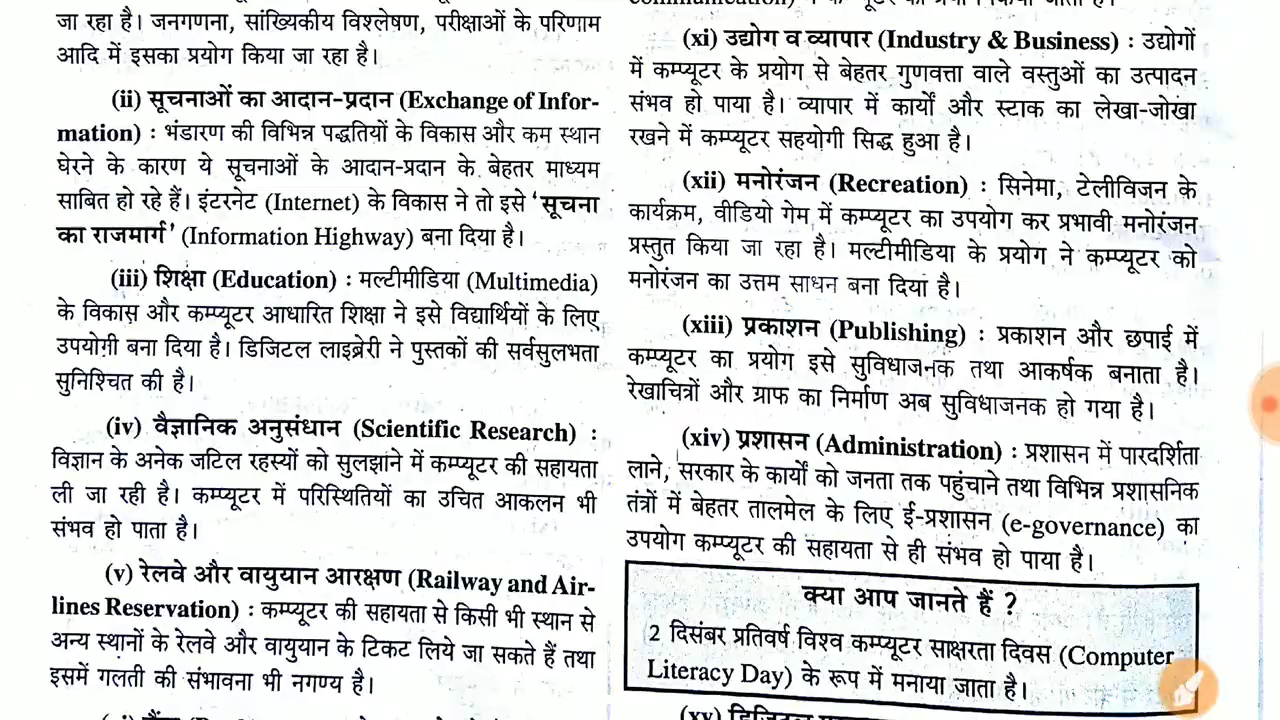 जा रहा है। जनगणना, सांख्यिकीय विश्लेषण, परीक्षाओं के परिणाम
आदि में इसका प्रयोग किया जा रहा है।
(ii) सूचनाओं का आदान-प्रदान (Exchange of Infor-
mation) : भंडारण की विभिन्न पद्धतियों के विकास और कम स्थान
घेरने के कारण ये सूचनाओं के आदान-प्रदान के बेहतर माध्यम
साबित हो रहे हैं। इंटरनेट (Internet) के विकास ने तो इसे ‘सूचना
का राजमार्ग’ (Information Highway) बना दिया है।
(iii) शिक्षा (Education) : मल्टीमीडिया (Multimedia)
के विकास और कम्प्यूटर आधारित शिक्षा ने इसे विद्यार्थियों के लिए
उपयोगी बना दिया है। डिजिटल लाइब्रेरी ने पुस्तकों की सर्वसुलभता
सुनिश्चित की है।
(iv) वैज्ञानिक अनुसंधान (Scientific Research) :
विज्ञान के अनेक जटिल रहस्यों को सुलझाने में कम्प्यूटर की सहायता
ली जा रही है। कम्प्यूटर में परिस्थितियों का उचित आकलन भी
संभव हो पाता है।
(v) रेलवे और वायुयान आरक्षण (Railway and Air-
lines Reservation) : कम्प्यूटर की सहायता से किसी भी स्थान से
अन्य स्थानों के रेलवे और वायुयान के टिकट लिये जा सकते हैं तथा
इसमें गलती की संभावना भी नगण्य है।
(xi) उद्योग व व्यापार (Industry & Business) : उद्योगों
में कम्प्यूटर के प्रयोग से बेहतर गुणवत्ता वाले वस्तुओं का उत्पादन
संभव हो पाया है। व्यापार में कार्यों और स्टाक का लेखा-जोखा
रखने में कम्प्यूटर सहयोगी सिद्ध हुआ है।
(xii) मनोरंजन (Recreation) : सिनेमा, टेलीविजन के
कार्यक्रम, वीडियो गेम में कम्प्यूटर का उपयोग कर प्रभावी मनोरंजन
प्रस्तुत किया जा रहा है। मल्टीमीडिया के प्रयोग ने कम्प्यूटर को
मनोरंजन का उत्तम साधन बना दिया है।
(xiii) प्रकाशन (Publishing) : प्रकाशन और छपाई में
कम्प्यूटर का प्रयोग इसे सुविधाजनक तथा आकर्षक बनाता है।
रेखाचित्रों और ग्राफ का निर्माण अब सुविधाजनक हो गया है।
(xiv) प्रशासन (Administration) : प्रशासन में पारदर्शिता
लाने, सरकार के कार्यों को जनता तक पहुंचाने तथा विभिन्न प्रशासनिक
तंत्रों में बेहतर तालमेल के लिए ई-प्रशासन (e-governance) का
उपयोग कम्प्यूटर की सहायता से ही संभव हो पाया है।
क्या आप जानते हैं ?
2 दिसंबर प्रतिवर्ष विश्व कम्प्यूटर साक्षरता दिवस (Computer
Literacy Day) के रूप में मनाया जाता है।